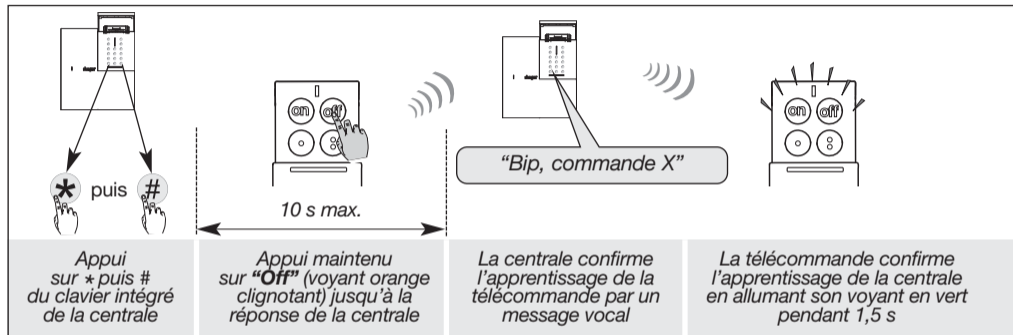 on off
* puis #
10 s max.
“Bip, commande X”
on off
Appui
sur * puis #
du clavier intégré
de la centrale
Appui maintenu
sur “Off” (voyant orange
clignotant) jusqu’à la
réponse de la centrale
La centrale confirme
l’apprentissage de la
télécommande par un
message vocal
La télécommande confirme
l’apprentissage de la centrale
en allumant son voyant en vert
pendant 1,5 s